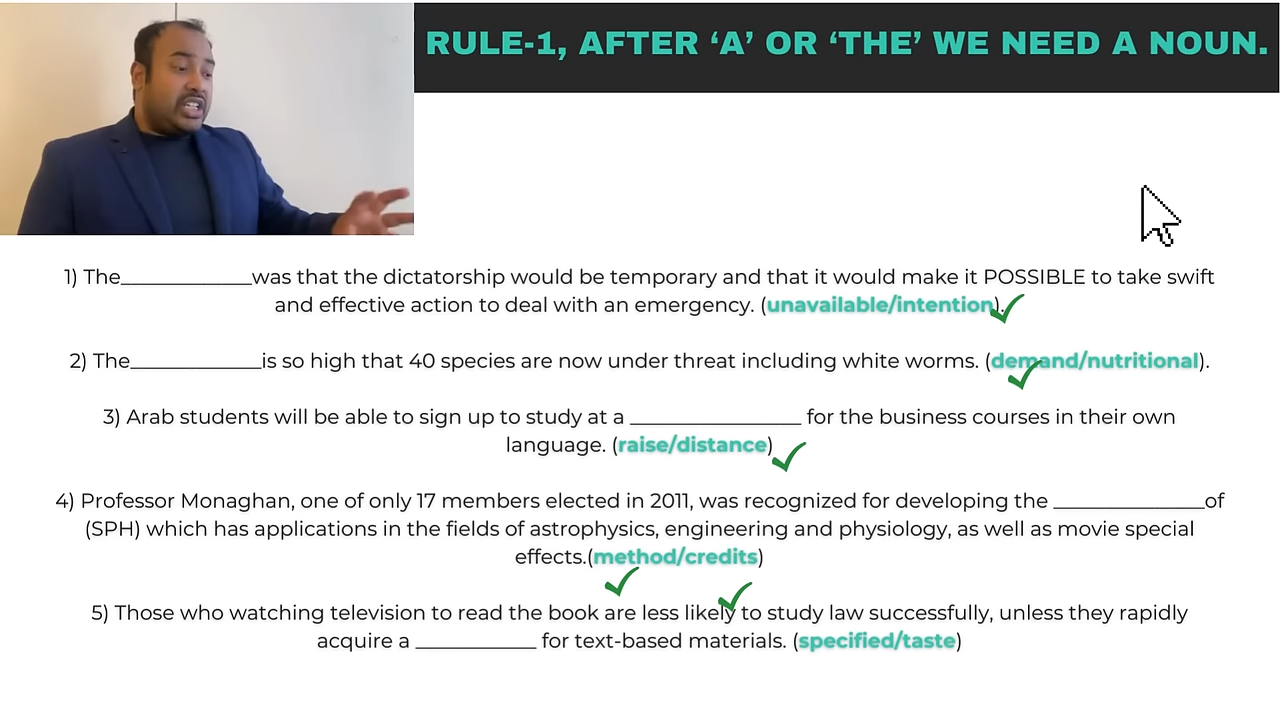 RULE-1, AFTER ‘A’ OR ‘THE’ WE NEED A NOUN.
1) The____________was that the dictatorship would be temporary and that it would make it POSSIBLE to take swift
and effective action to deal with an emergency. (unavailable/intention).
2) The____________is so high that 40 species are now under threat including white worms. (demand/nutritional).
3) Arab students will be able to sign up to study at a ________________ for the business courses in their own
language. (raise/distance)
4) Professor Monaghan, one of only 17 members elected in 2011, was recognized for developing the ______________of
(SPH) which has applications in the fields of astrophysics, engineering and physiology, as well as movie special
effects.(method/credits)
5) Those who watching television to read the book are less likely to study law successfully, unless they rapidly
acquire a ___________ for text-based materials. (specified/taste)